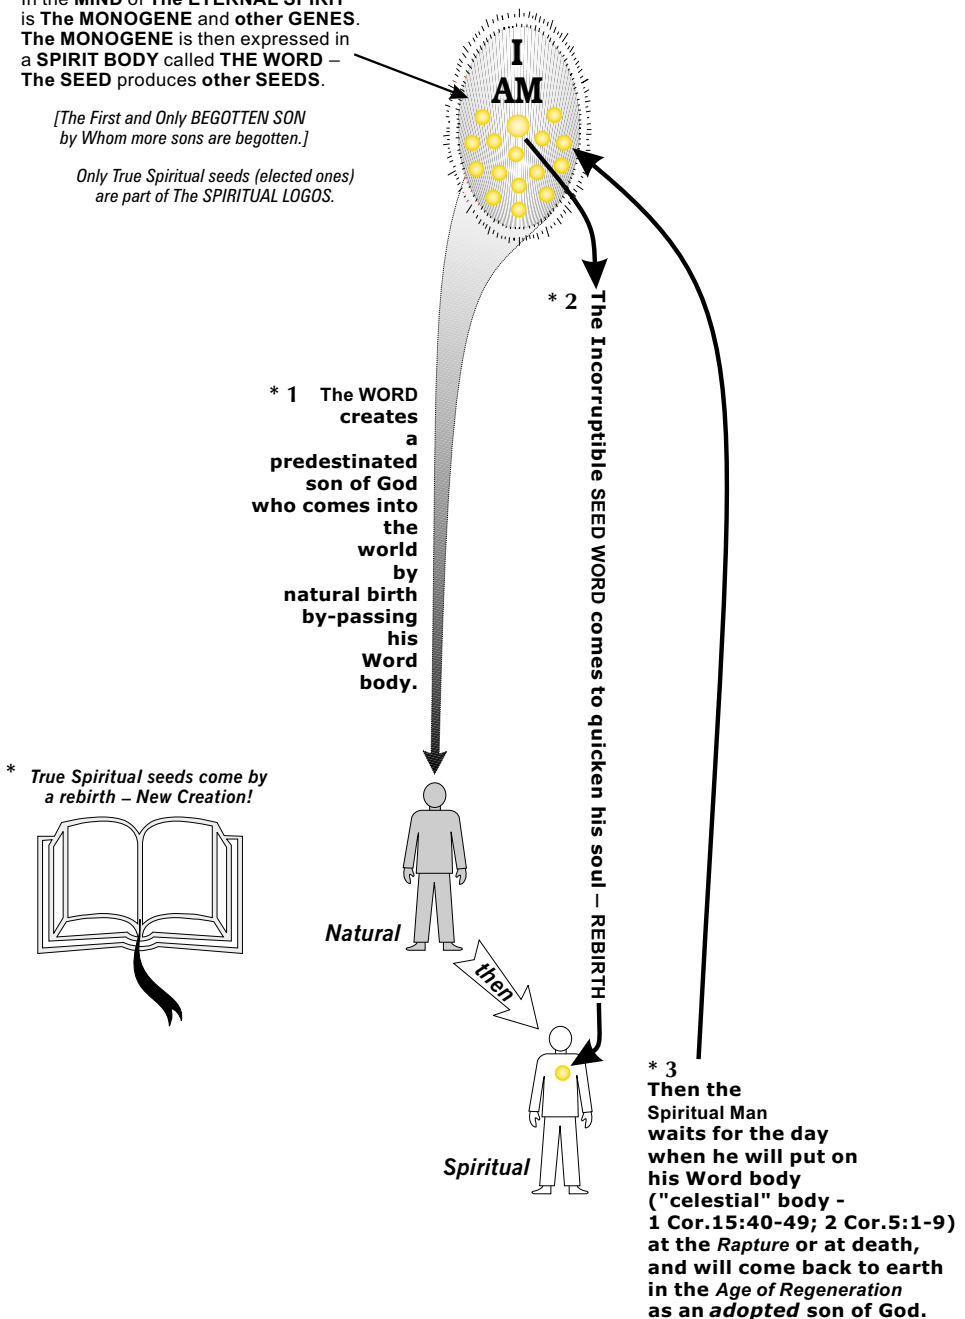 In the MIND of The ETERNAL SPIRIT
is The MONOGENE and other GENES.
The MONOGENE is then expressed in
a SPIRIT BODY called THE WORD –
The SEED produces other SEEDS.
[The First and Only BEGOTTEN SON
by Whom more sons are begotten.]
Only True Spiritual seeds (elected ones)
are part of The SPIRITUAL LOGOS.
I
AM
* 2 The Incorruptible SEED WORD comes to quicken his soul – REBIRTH
* 1 The WORD
creates
a
predestinated
son of God
who comes into
the
world
by
natural birth
by-passing
his
Word
body.
* True Spiritual seeds come by
a rebirth – New Creation!
Natural
then
Spiritual
* 3
Then the
Spiritual Man
waits for the day
when he will put on
his Word body
("celestial" body -
1 Cor.15:40-49; 2 Cor.5:1-9)
at the Rapture or at death,
and will come back to earth
in the Age of Regeneration
as an adopted son of God.